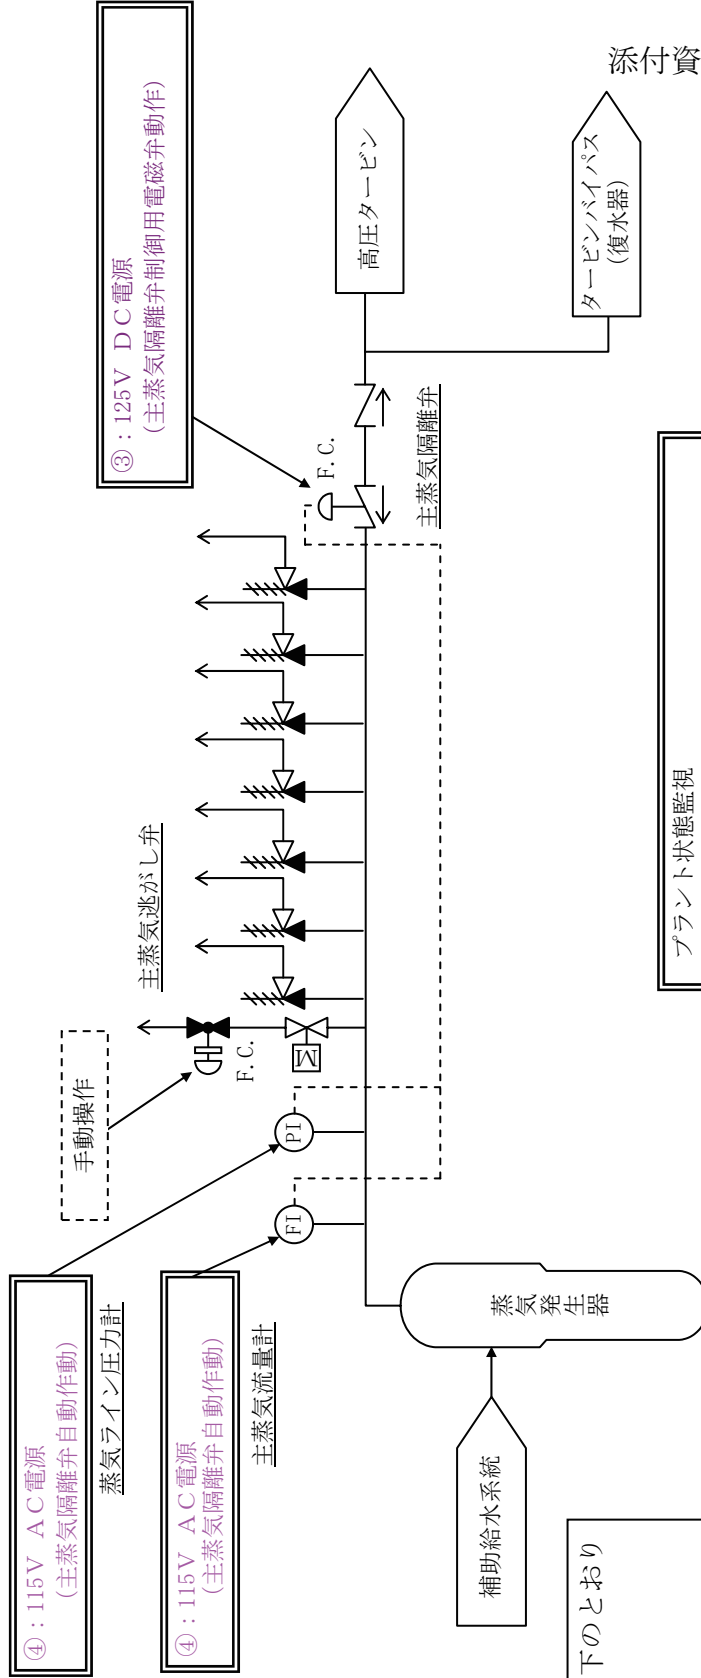 添付資
③：125V DC電源
(主蒸気隔離弁制御用電磁弁動作)
高圧タービン
タービンバイパス
(復水器)
F.C.
主蒸気隔離弁
主蒸気逃がし弁
手動操作
F.C.
M
PI
FI
④：115V AC電源
(主蒸気隔離弁自動作動)
蒸気ライン圧力計
④：115V AC電源
(主蒸気隔離弁自動作動)
主蒸気流量計
蒸気発生器
補助給水系統
プラント状態監視
下のとおり